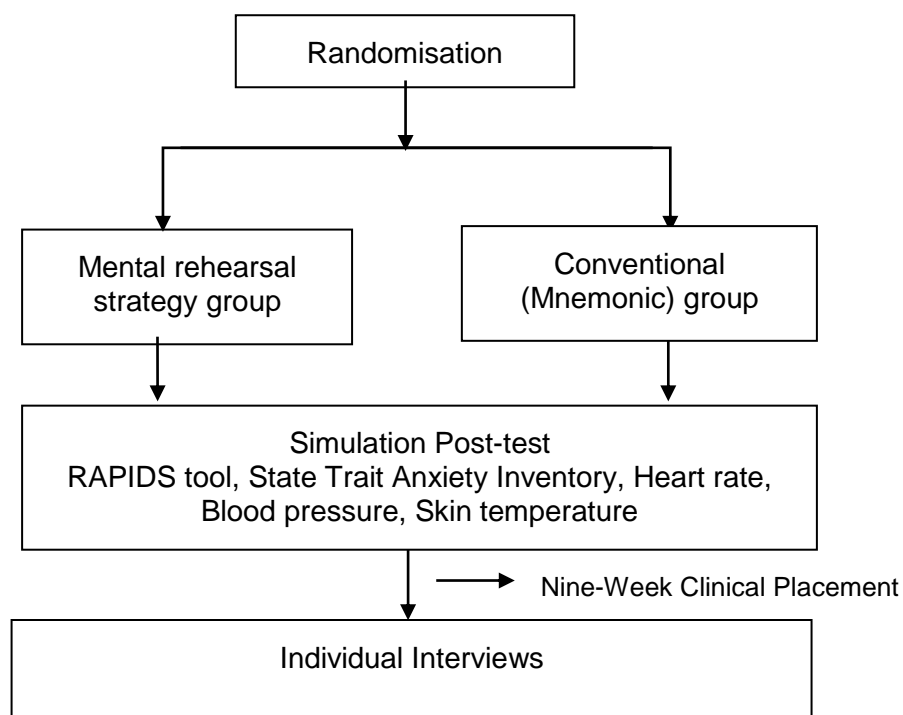 Randomisation
Mental rehearsal
strategy group
Conventional
(Mnemonic) group
Simulation Post-test
RAPIDS tool, State Trait Anxiety Inventory, Heart rate,
Blood pressure, Skin temperature
Nine-Week Clinical Placement
Individual Interviews